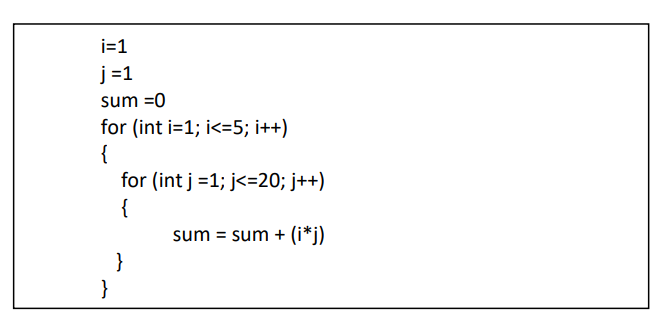 i=1
j =1
sum =0
for (int i=1; i<=5; i++)
{
for (int j =1; j<=20; j++)
{
sum = sum + (i*j)
}
}